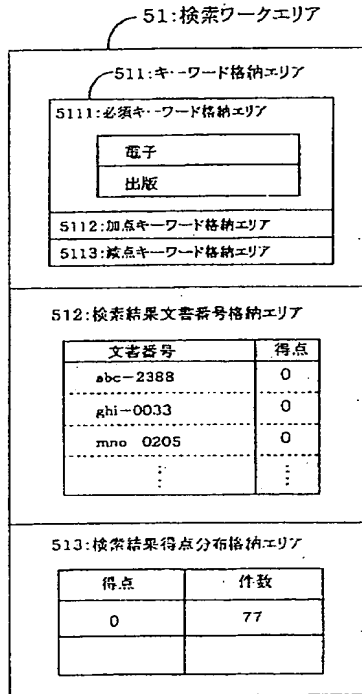 51:検索ワークエリア
511:キーワード格納エリア
5111:必須キーワード格納エリア
電子
出版
5112:加点キーワード格納エリア
5113:減点キーワード格納エリア
512:検索結果文書番号格納エリア
文書番号 得点
abc-2388 0
ghi-0033 0
mno 0205 0
⋮ ⋮
513:検索結果得点分布格納エリア
得点 件数
0 77